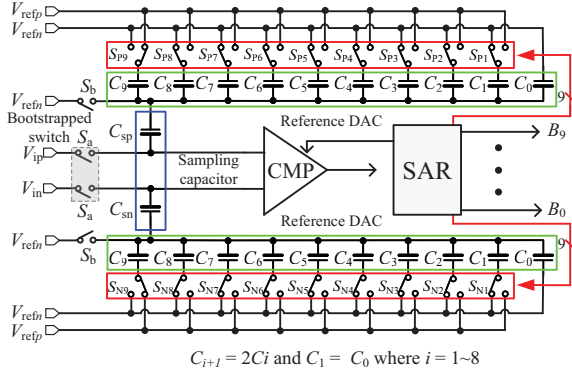 Vrefp
Vrefn
SP9 SP8 SP7 SP6 SP5 SP4 SP3 SP2 SP1
C9 C8 C7 C6 C5 C4 C3 C2 C1 C0
Vrefn Sb 9
Bootstrapped switch
Csp Reference DAC
Sa B9
Vip
Sampling capacitor CMP SAR
Vin
Sa Csn B0
Reference DAC
Vrefn Sb 9
C9 C8 C7 C6 C5 C4 C3 C2 C1 C0
SN9 SN8 SN7 SN6 SN5 SN4 SN3 SN2 SN1
Vrefn
Vrefp
Ci+1 = 2Ci and C1 = C0 where i = 1~8